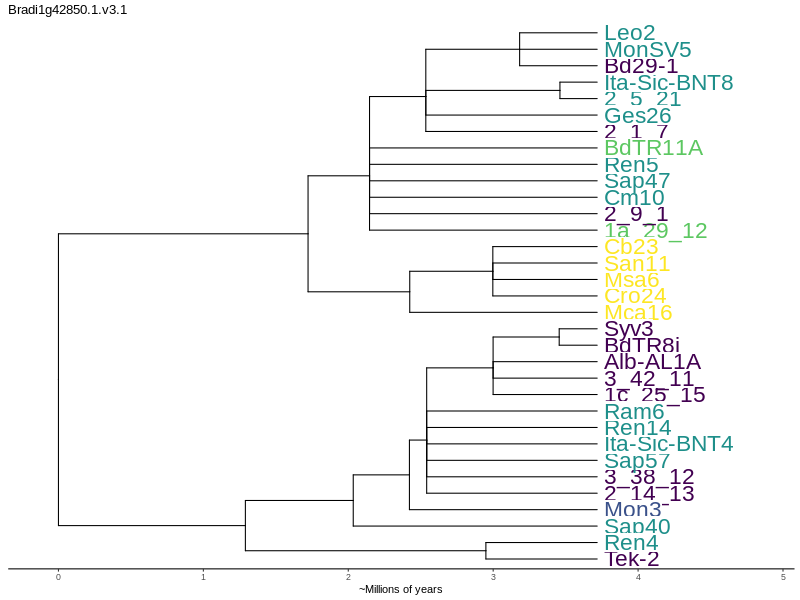 Bradi1g42850.1.v3.1
Leo2
MonSV5
Bd29-1
Ita-Sic-BNT8
2_5_21
Ges26
2_1_7
BdTR11A
Ren5
Sap47
Cm10
2_9_1
1a_29_12
Cb23
San11
Msa6
Cro24
Mca16
Syv3
BdTR8i
Alb-AL1A
3_42_11
1c_25_15
Ram6
Ren14
Ita-Sic-BNT4
Sap57
3_38_12
2_14_13
Mon3
Sap40
Ren4
Tek-2
0 1 2 3 4 5
~Millions of years